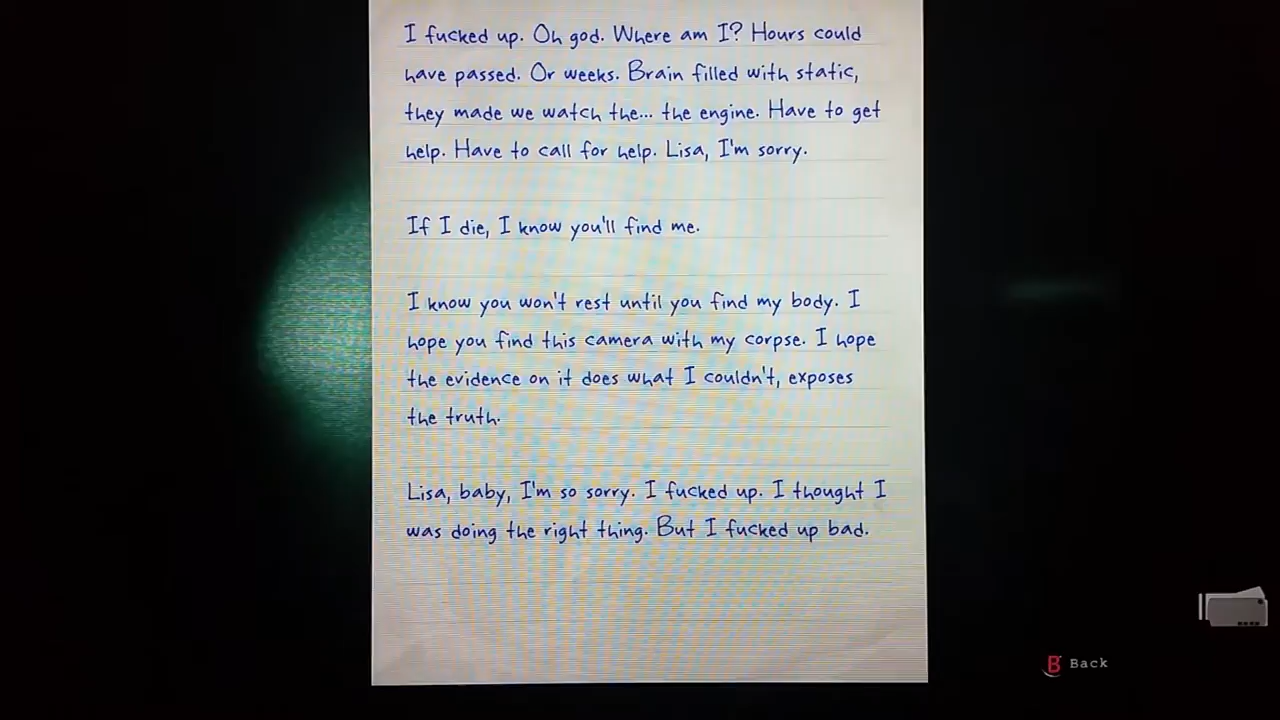 I fucked up. Oh god. Where am I? Hours could
have passed. Or weeks. Brain filled with static,
they made we watch the... the engine. Have to get
help. Have to call for help. Lisa, I'm sorry.
If I die, I know you'll find me.
I know you won't rest until you find my body. I
hope you find this camera with my corpse. I hope
the evidence on it does what I couldn't, exposes
the truth.
Lisa, baby, I'm so sorry. I fucked up. I thought I
was doing the right thing. But I fucked up bad.
B Back